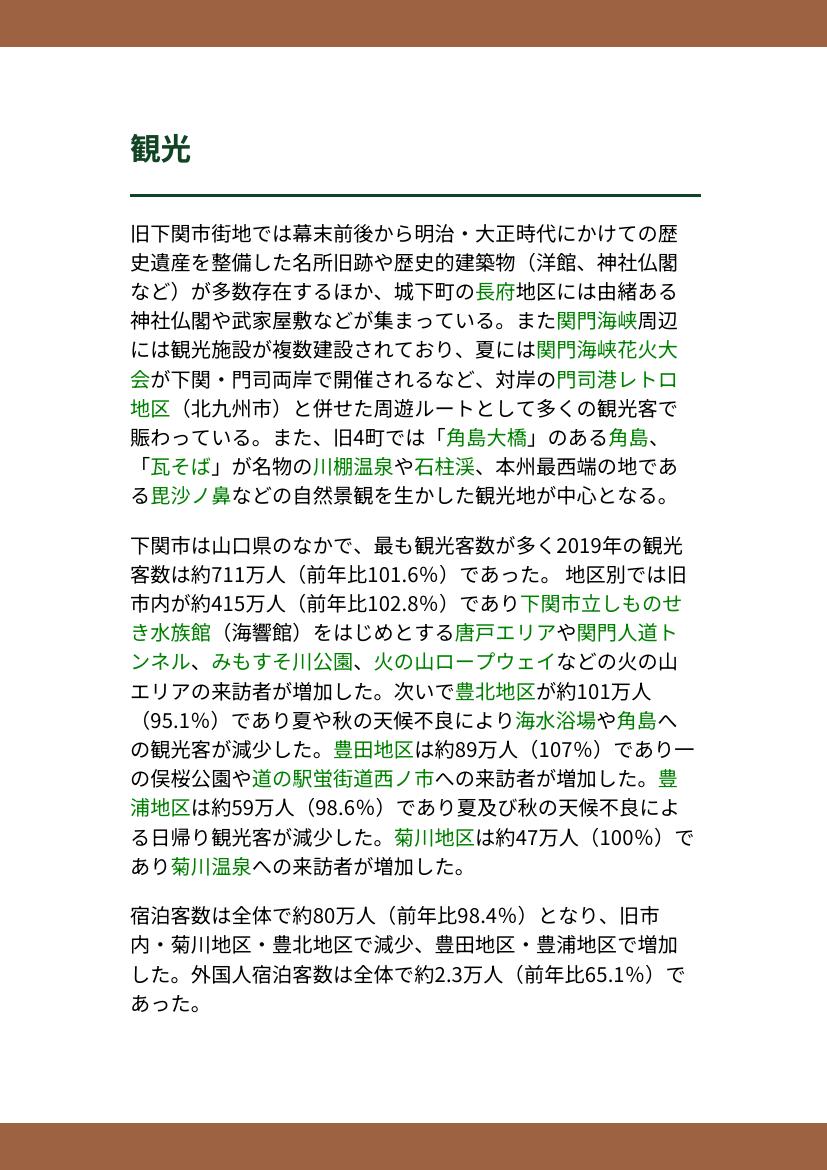 観光
旧下関市街地では幕末前後から明治・大正時代にかけての歴
史遺産を整備した名所旧跡や歴史的建築物（洋館、神社仏閣
など）が多数存在するほか、城下町の長府地区には由緒ある
神社仏閣や武家屋敷などが集まっている。また関門海峡周辺
には観光施設が複数建設されており、夏には関門海峡花火大
会が下関・門司両岸で開催されるなど、対岸の門司港レトロ
地区（北九州市）と併せた周遊ルートとして多くの観光客で
賑わっている。また、旧4町では「角島大橋」のある角島、
「瓦そば」が名物の川棚温泉や石柱渓、本州最西端の地であ
る毘沙ノ鼻などの自然景観を生かした観光地が中心となる。
下関市は山口県のなかで、最も観光客数が多く2019年の観光
客数は約711万人（前年比101.6％）であった。 地区別では旧
市内が約415万人（前年比102.8％）であり下関市立しものせ
き水族館（海響館）をはじめとする唐戸エリアや関門人道ト
ンネル、みもすそ川公園、火の山ロープウェイなどの火の山
エリアの来訪者が増加した。次いで豊北地区が約101万人
（95.1％）であり夏や秋の天候不良により海水浴場や角島へ
の観光客が減少した。豊田地区は約89万人（107％）であり一
の俣桜公園や道の駅蛍街道西ノ市への来訪者が増加した。豊
浦地区は約59万人（98.6％）であり夏及び秋の天候不良によ
る日帰り観光客が減少した。菊川地区は約47万人（100％）で
あり菊川温泉への来訪者が増加した。
宿泊客数は全体で約80万人（前年比98.4％）となり、旧市
内・菊川地区・豊北地区で減少、豊田地区・豊浦地区で増加
した。外国人宿泊客数は全体で約2.3万人（前年比65.1％）で
あった。